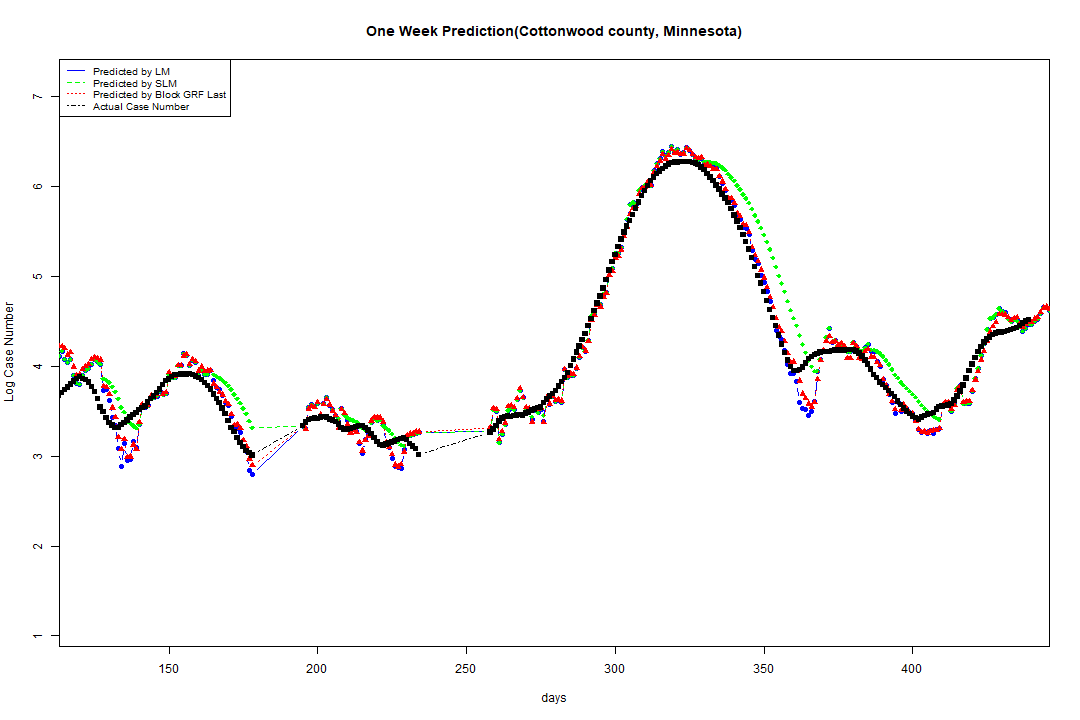 One Week Prediction(Cottonwood county, Minnesota)
Predicted by LM
Predicted by SLM
Predicted by Block GRF Last
Actual Case Number
7
6
5
4
3
2
1
Log Case Number
150 200 250 300 350 400
days